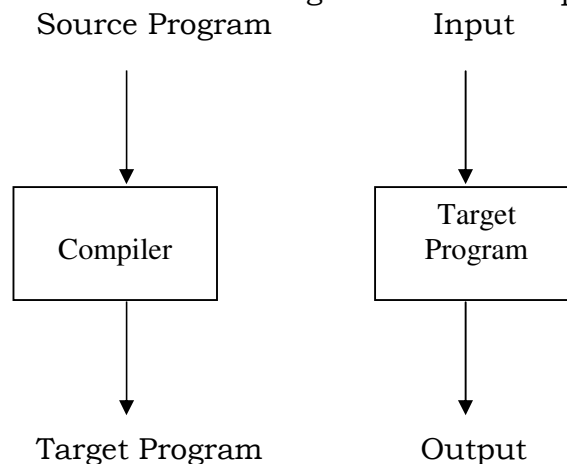 Source Program
Input
Compiler
Target
Program
Target Program
Output